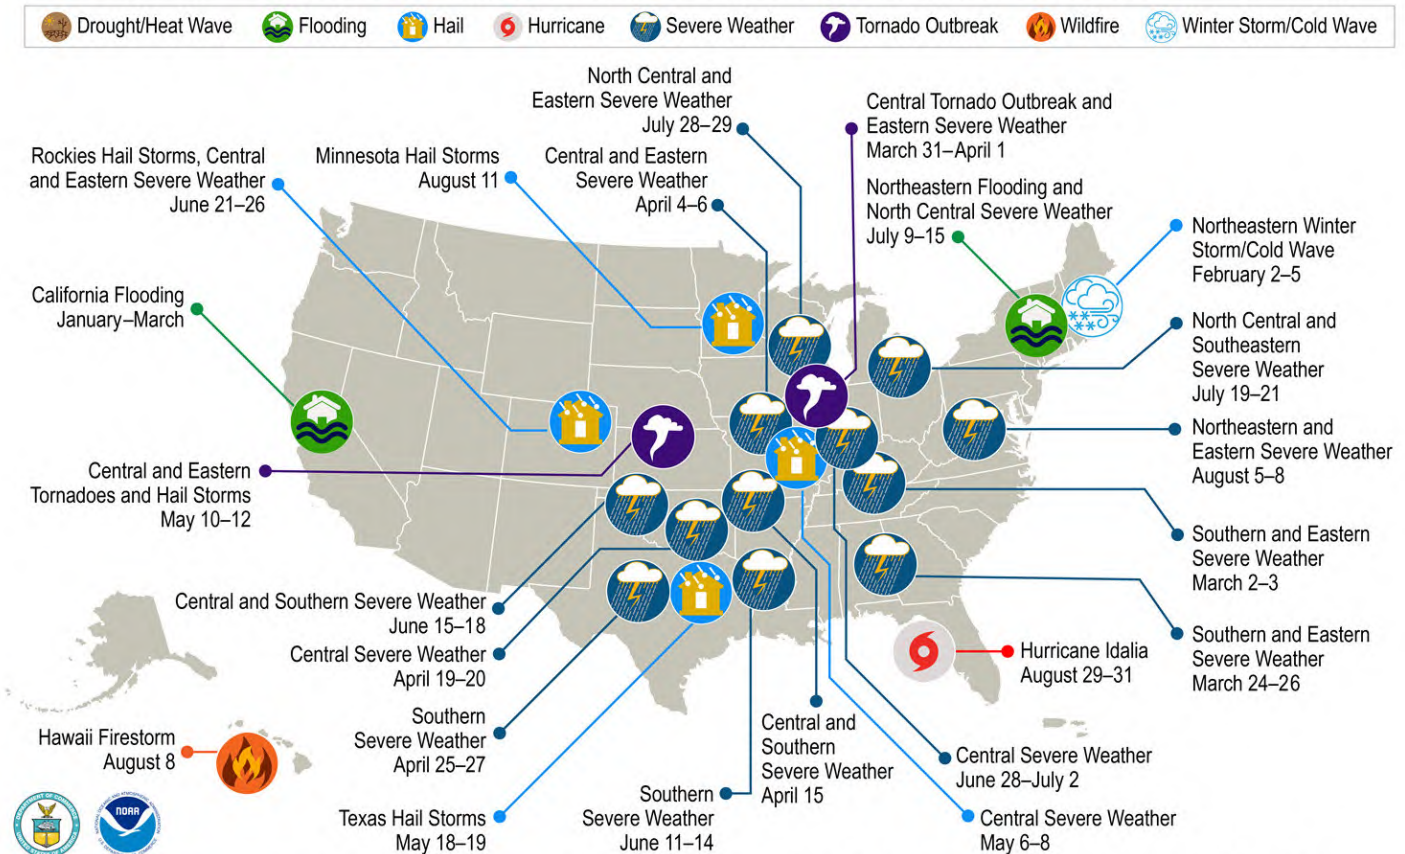 Drought/Heat Wave
Flooding
Hail
Hurricane
Severe Weather
Tornado Outbreak
Wildfire
Winter Storm/Cold Wave
North Central and
Eastern Severe Weather
July 28–29
Central Tornado Outbreak and
Eastern Severe Weather
March 31–April 1
Rockies Hail Storms, Central
and Eastern Severe Weather
June 21–26
Minnesota Hail Storms
August 11
Central and Eastern
Severe Weather
April 4–6
Northeastern Flooding and
North Central Severe Weather
July 9–15
Northeastern Winter
Storm/Cold Wave
February 2–5
California Flooding
January–March
North Central and
Southeastern
Severe Weather
July 19–21
Northeastern and
Eastern Severe Weather
August 5–8
Central and Eastern
Tornadoes and Hail Storms
May 10–12
Southern and Eastern
Severe Weather
March 2–3
Central and Southern Severe Weather
June 15–18
Southern and Eastern
Severe Weather
March 24–26
Central Severe Weather
April 19–20
Hurricane Idalia
August 29–31
Southern
Severe Weather
April 25–27
Central and
Southern
Severe Weather
April 15
Hawaii Firestorm
August 8
Central Severe Weather
June 28–July 2
Southern
Severe Weather
June 11–14
Texas Hail Storms
May 18–19
Central Severe Weather
May 6–8
DEPARTMENT OF COMMERCE
NOAA